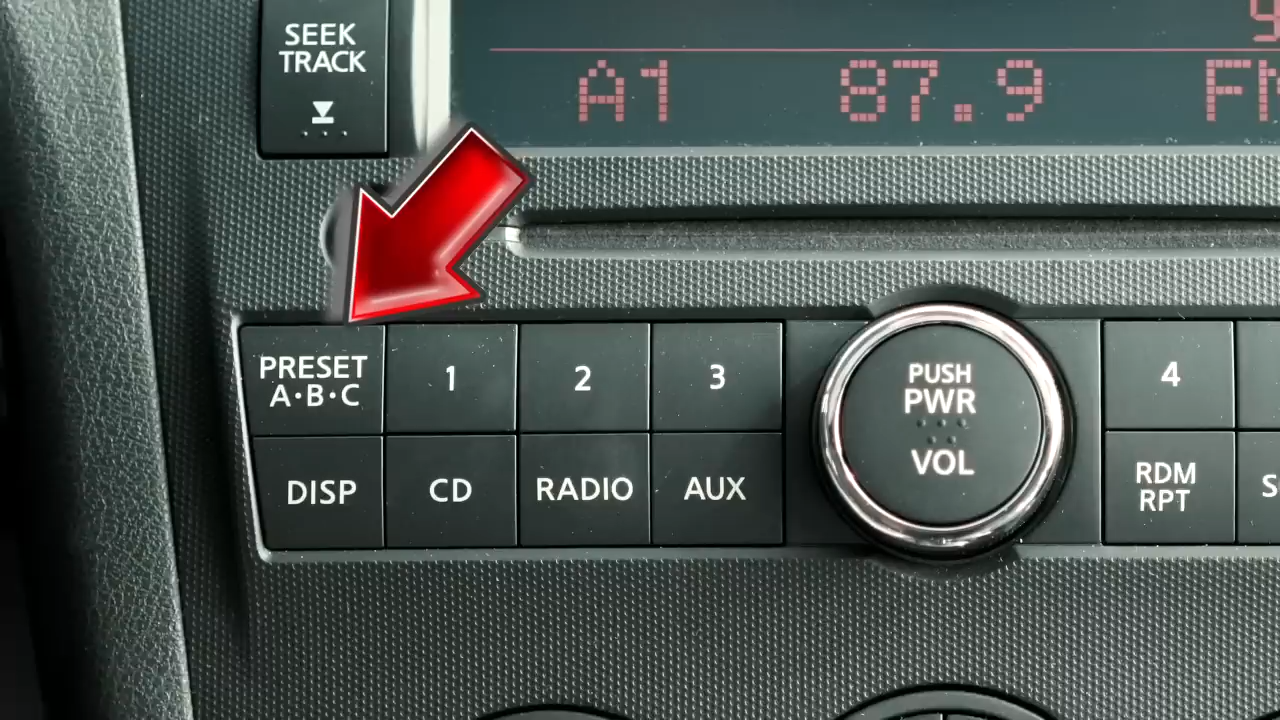 SEEK
TRACK
A1 87.9
PRESET
A·B·C
1
2
3
PUSH
PWR
VOL
4
DISP
CD
RADIO
AUX
RDM
RPT